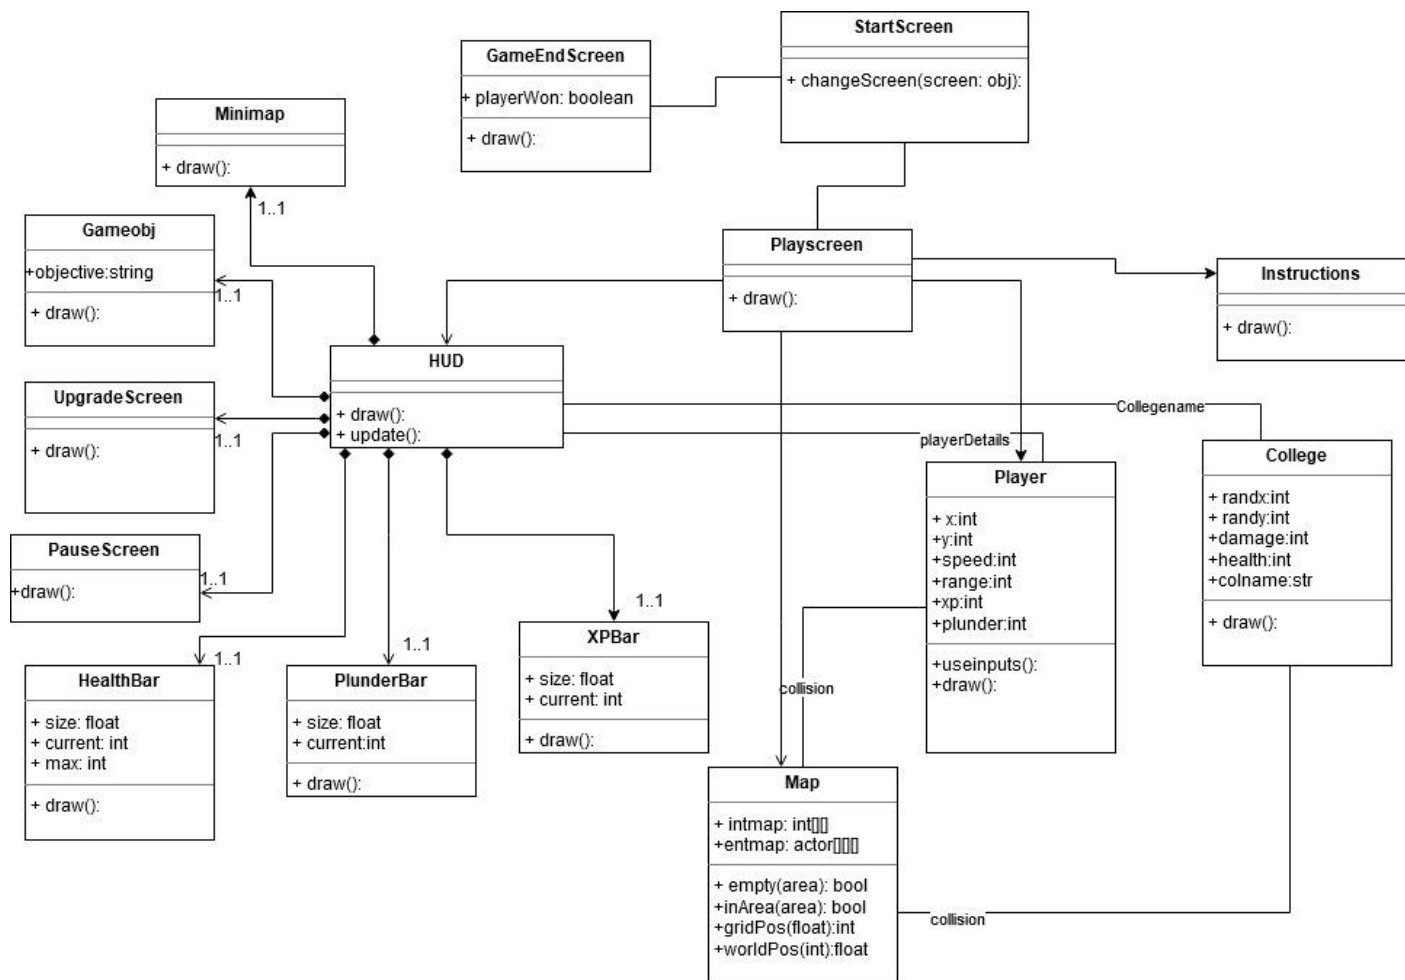 StartScreen
+ changeScreen(screen: obj):
GameEndScreen
+ playerWon: boolean
+ draw():
Minimap
+ draw():
1..1
Gameobj
+objective:string
+ draw():
1..1
Playscreen
+ draw():
Instructions
+ draw():
HUD
+ draw():
+ update():
UpgradeScreen
+ draw():
1..1
Collegename
playerDetails
College
+ randx:int
+ randy:int
+damage:int
+health:int
+colname:str
+ draw():
Player
+ x:int
+y:int
+speed:int
+range:int
+xp:int
+plunder:int
+useinputs():
+draw():
PauseScreen
+draw():
1..1
HealthBar
+ size: float
+ current: int
+ max: int
+ draw():
1..1
PlunderBar
+ size: float
+ current:int
+ draw():
1..1
XPBar
+ size: float
+ current: int
+ draw():
1..1
collision
Map
+ intmap: int[][]
+entmap: actor[][][]
+ empty(area): bool
+inArea(area): bool
+gridPos(float):int
+worldPos(int):float
collision